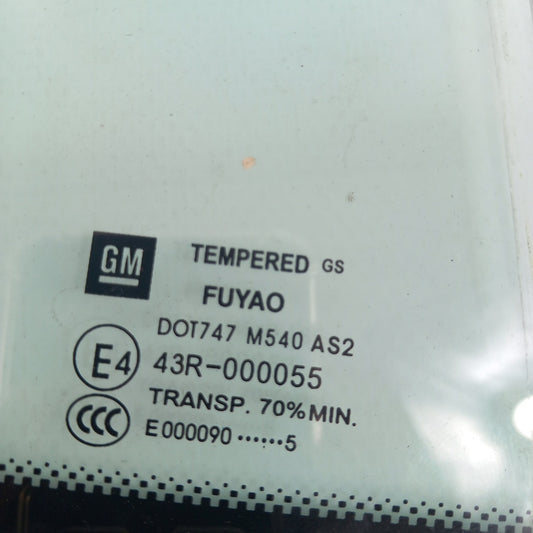 GM
TEMPERED GS
FUYAO
DOT747 M540 AS2
E4 43R-000055
TRANSP. 70% MIN.
CCC E000090 ······5